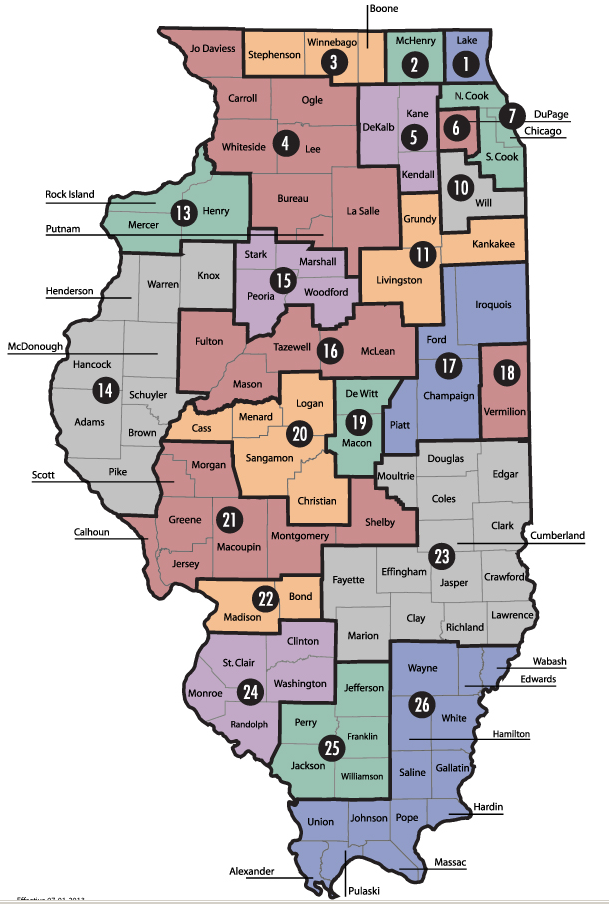 Boone
Jo Daviess
Stephenson
Winnebago
3
McHenry
2
Lake
1
Carroll
Ogle
Whiteside
4
Lee
DeKalb
Kane
5
Kendall
N. Cook
6
7
DuPage
Chicago
S. Cook
10
Will
Rock Island
Mercer
13
Henry
Putnam
Bureau
La Salle
Grundy
11
Kankakee
Livingston
Stark
Marshall
15
Peoria
Woodford
Henderson
Warren
Knox
Iroquois
McDonough
Hancock
14
Schuyler
Adams
Brown
Pike
Fulton
Tazewell
16
McLean
Mason
Ford
17
Champaign
Piatt
18
Vermilion
De Witt
19
Macon
Logan
Menard
20
Cass
Sangamon
Christian
Scott
Morgan
Calhoun
Greene
21
Macoupin
Montgomery
Jersey
Shelby
Moultrie
Douglas
Edgar
Coles
Clark
Cumberland
23
Fayette
Effingham
Jasper
Crawford
Clay
Richland
Lawrence
Marion
22
Bond
Madison
Clinton
St. Clair
Washington
24
Monroe
Randolph
Jefferson
Perry
Franklin
25
Jackson
Williamson
Wayne
Wabash
Edwards
26
White
Hamilton
Saline
Gallatin
Hardin
Union
Johnson
Pope
Alexander
Massac
Pulaski